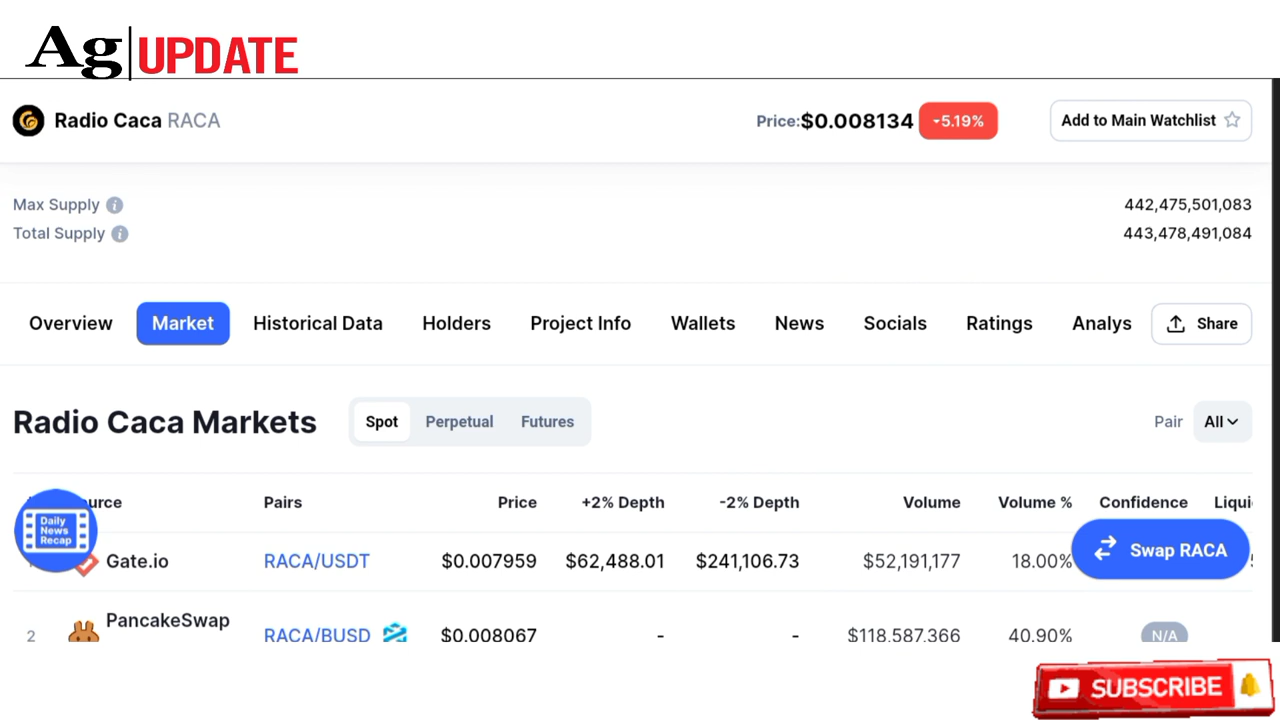 Ag|UPDATE
Radio Caca RACA Price:$0.008134 5.19% Add to Main Watchlist
Max Supply i 442,475,501,083
Total Supply i 443,478,491,084
Overview Market Historical Data Holders Project Info Wallets News Socials Ratings Analys Share
Radio Caca Markets Spot Perpetual Futures Pair All
urce Pairs Price +2% Depth -2% Depth Volume Volume % Confidence Liqui
Daily
News
Recap
Gate.io RACA/USDT $0.007959 $62,488.01 $241,106.73 $52,191,177 18.00% Swap RACA
PancakeSwap
2 RACA/BUSD $0.008067 - - $118,587,366 40.90% N/A
SUBSCRIBE